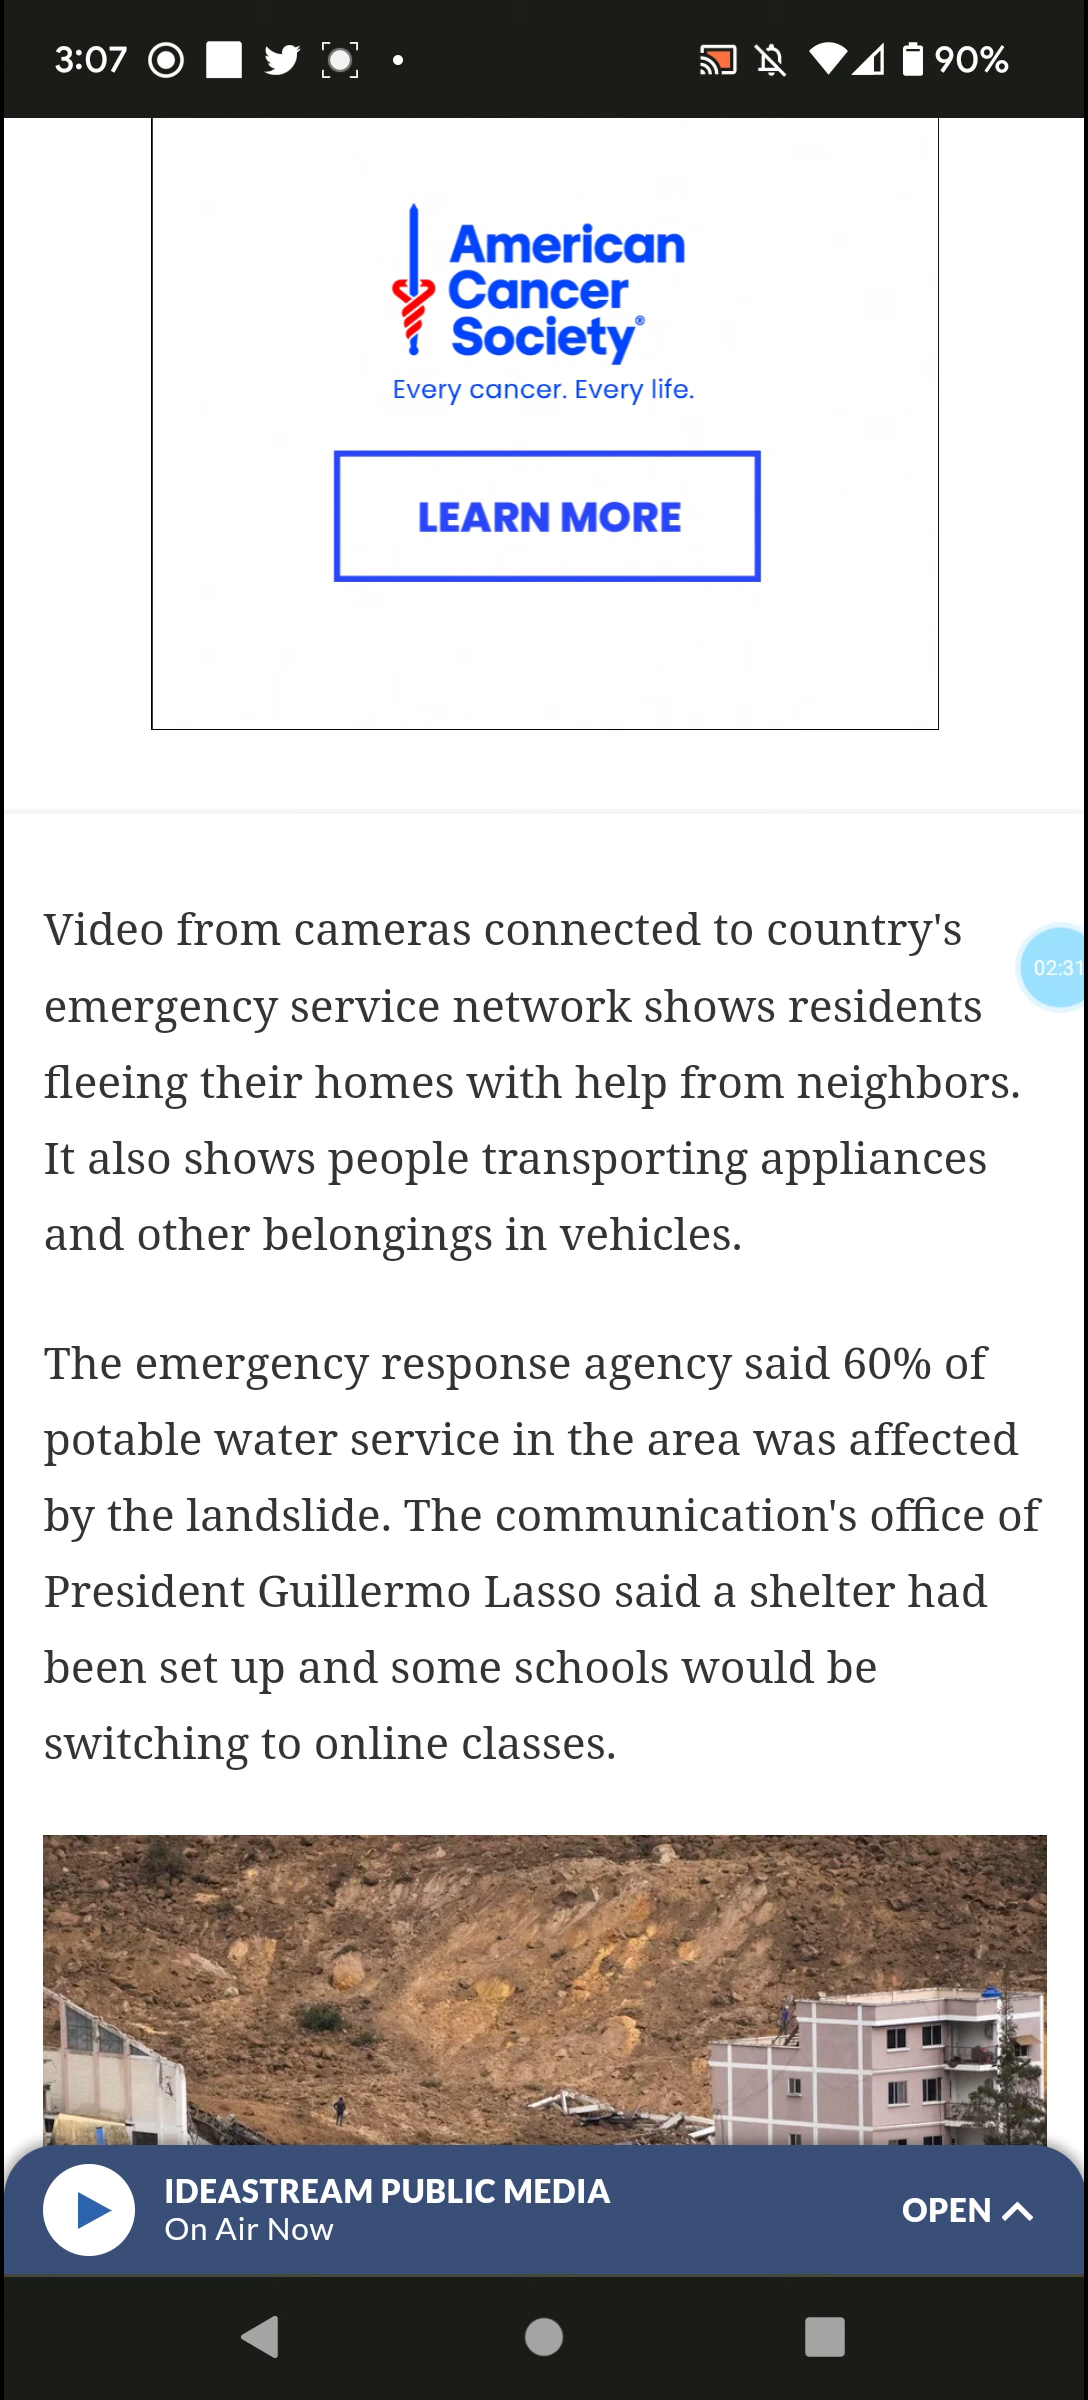 3:07
90%
American
Cancer
Society®
Every cancer. Every life.
LEARN MORE
Video from cameras connected to country's
emergency service network shows residents
02:31
fleeing their homes with help from neighbors.
It also shows people transporting appliances
and other belongings in vehicles.
The emergency response agency said 60% of
potable water service in the area was affected
by the landslide. The communication's office of
President Guillermo Lasso said a shelter had
been set up and some schools would be
switching to online classes.
IDEASTREAM PUBLIC MEDIA
On Air Now
OPEN